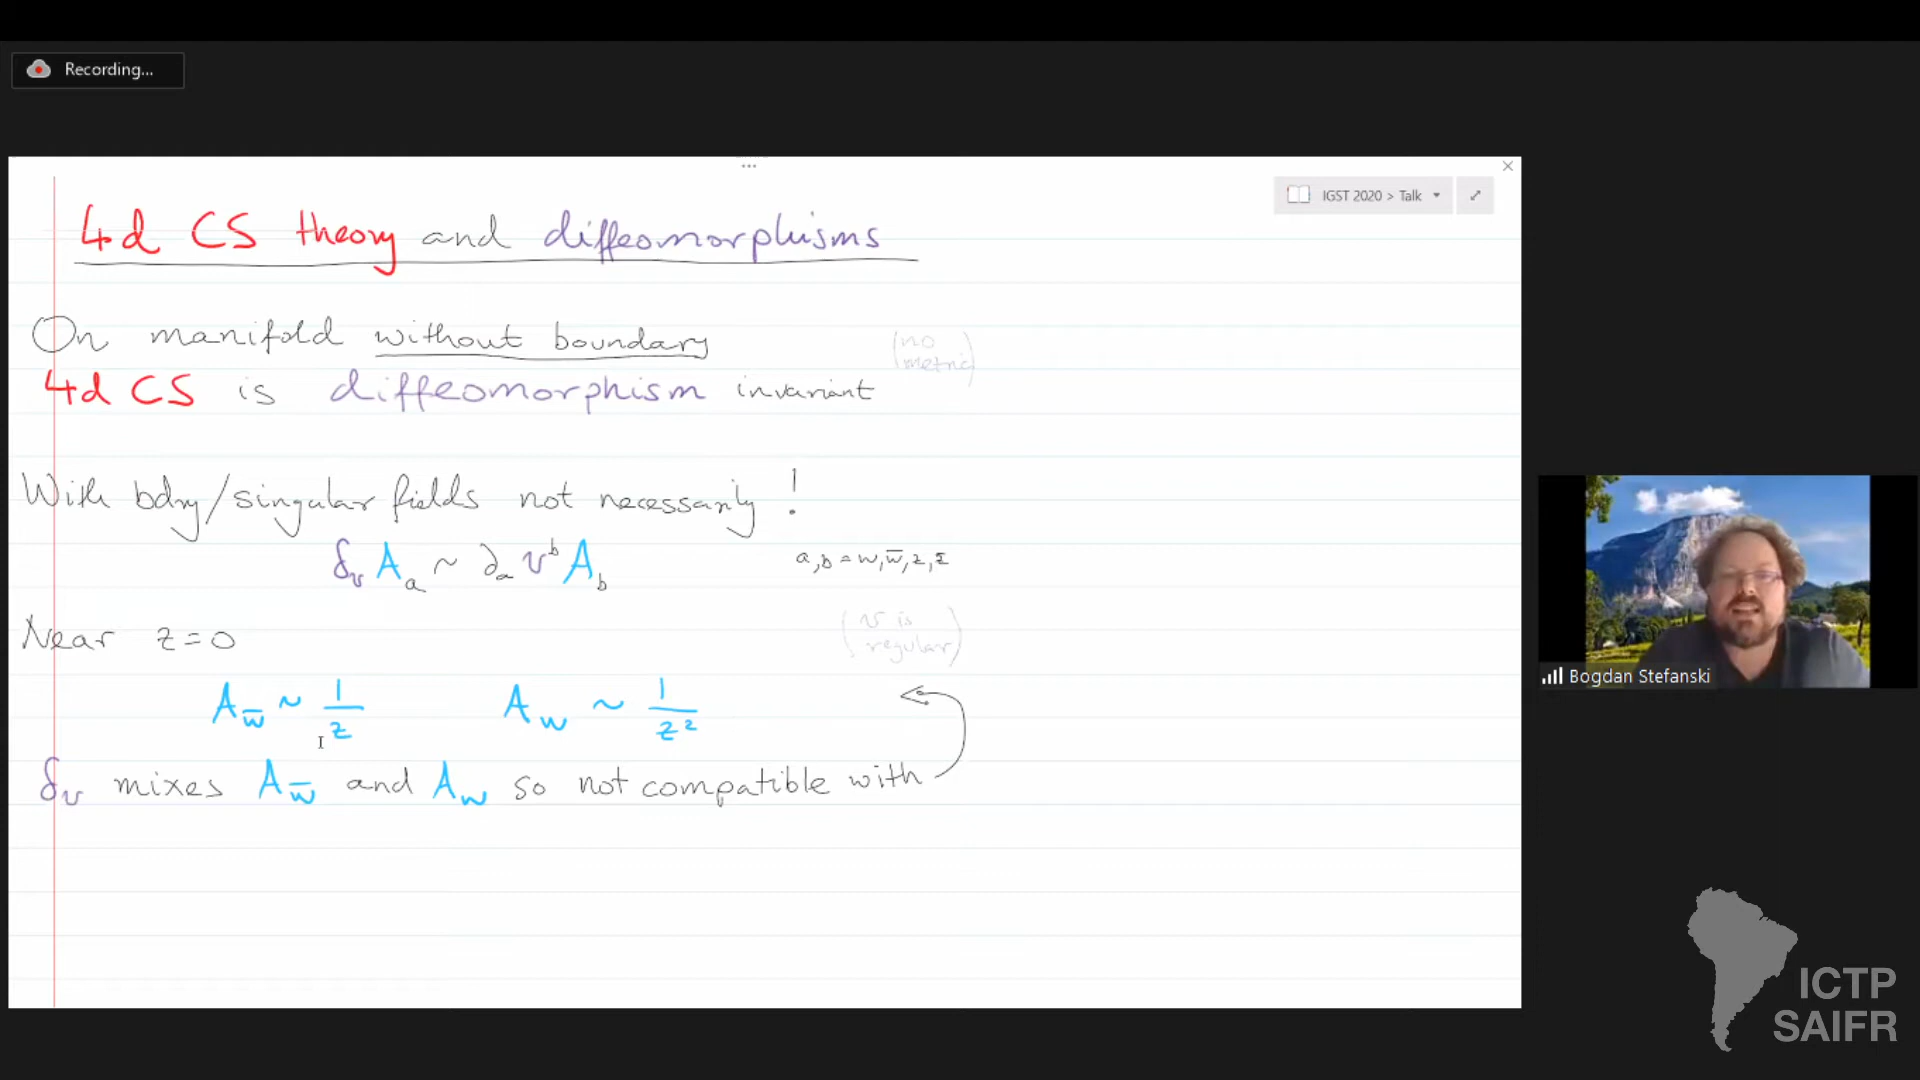 Recording...
IGST 2020 > Talk
4d CS theory and diffeomorphisms
On manifold without boundary
(no metric)
4d CS is diffeomorphism invariant
With bdry/singular fields not necessarily!
δ_v A_a ~ ∂_a v^b A_b
a,b = w, w̄, z, z̄
Near z=0
(v is regular)
A_w̄ ~ 1/z A_w ~ 1/z²
δ_v mixes A_w̄ and A_w so not compatible with
Bogdan Stefanski
ICTP
SAIFR